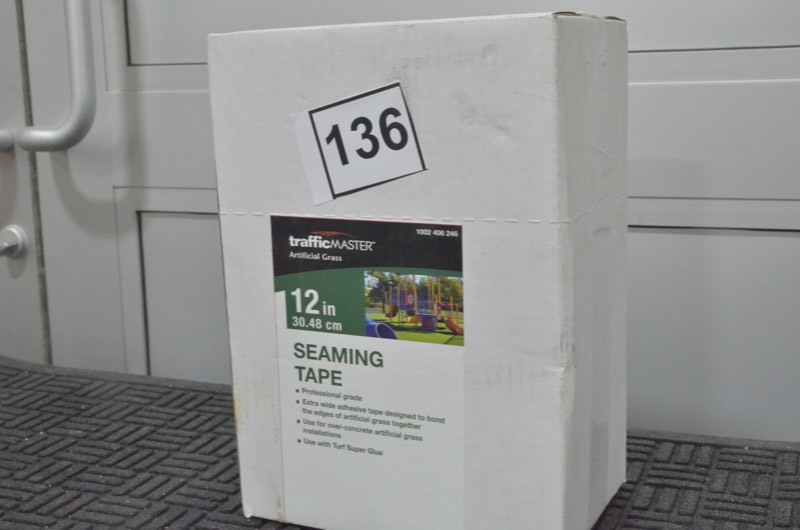 136
trafficMASTER™
1002 406 246
Artificial Grass
12 in
30.48 cm
SEAMING
TAPE
▪ Professional grade
▪ Extra wide adhesive tape designed to bond
the edges of artificial grass together
▪ Use for over-concrete artificial grass
installations
▪ Use with Turf Super Glue